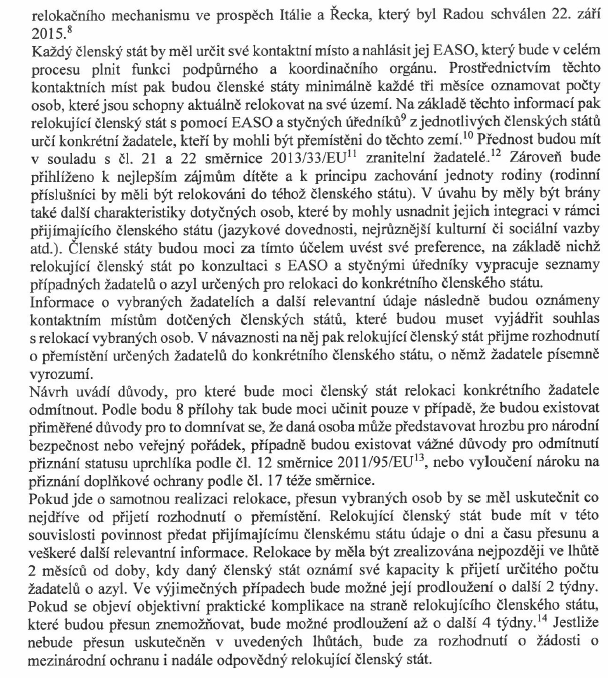 relokačního mechanismu ve prospěch Itálie a Řecka, který byl Radou schválen 22. září
2015.⁸
Každý členský stát by měl určit své kontaktní místo a nahlásit jej EASO, který bude v celém
procesu plnit funkci podpůrného a koordinačního orgánu. Prostřednictvím těchto
kontaktních míst pak budou členské státy minimálně každé tři měsíce oznamovat počty
osob, které jsou schopny aktuálně relokovat na své území. Na základě těchto informací pak
relokující členský stát s pomocí EASO a styčných úředníků⁹ z jednotlivých členských států
určí konkrétní žadatele, kteří by mohli být přemístěni do těchto zemí.¹⁰ Přednost budou mít
v souladu s čl. 21 a 22 směrnice 2013/33/EU¹¹ zranitelní žadatelé.¹² Zároveň bude
přihlíženo k nejlepším zájmům dítěte a k principu zachování jednoty rodiny (rodinní
příslušníci by měli být relokováni do téhož členského státu). V úvahu by měly být brány
také další charakteristiky dotyčných osob, které by mohly usnadnit jejich integraci v rámci
přijímajícího členského státu (jazykové dovednosti, nejrůznější kulturní či sociální vazby
atd.). Členské státy budou moci za tímto účelem uvést své preference, na základě nichž
relokující členský stát po konzultaci s EASO a styčnými úředníky vypracuje seznamy
případných žadatelů o azyl určených pro relokaci do konkrétního členského státu.
Informace o vybraných žadatelích a další relevantní údaje následně budou oznámeny
kontaktním místům dotčených členských států, které budou muset vyjádřit souhlas
s relokací vybraných osob. V návaznosti na něj pak relokující členský stát přijme rozhodnutí
o přemístění určených žadatelů do konkrétního členského státu, o němž žadatele písemně
vyrozumí.
Návrh uvádí důvody, pro které bude moci členský stát relokaci konkrétního žadatele
odmítnout. Podle bodu 8 přílohy tak bude moci učinit pouze v případě, že budou existovat
přiměřené důvody pro to domnívat se, že daná osoba může představovat hrozbu pro národní
bezpečnost nebo veřejný pořádek, případně budou existovat vážné důvody pro odmítnutí
přiznání statusu uprchlíka podle čl. 12 směrnice 2011/95/EU¹³, nebo vyloučení nároku na
přiznání doplňkové ochrany podle čl. 17 téže směrnice.
Pokud jde o samotnou realizaci relokace, přesun vybraných osob by se měl uskutečnit co
nejdříve od přijetí rozhodnutí o přemístění. Relokující členský stát bude mít v této
souvislosti povinnost předat přijímajícímu členskému státu údaje o dni a času přesunu a
veškeré další relevantní informace. Relokace by měla být zrealizována nejpozději ve lhůtě
2 měsíců od doby, kdy daný členský stát oznámí své kapacity k přijetí určitého počtu
žadatelů o azyl. Ve výjimečných případech bude možné její prodloužení o další 2 týdny.
Pokud se objeví objektivní praktické komplikace na straně relokujícího členského státu,
které budou přesun znemožňovat, bude možné prodloužení až o další 4 týdny.¹⁴ Jestliže
nebude přesun uskutečněn v uvedených lhůtách, bude za rozhodnutí o žádosti o
mezinárodní ochranu i nadále odpovědný relokující členský stát.